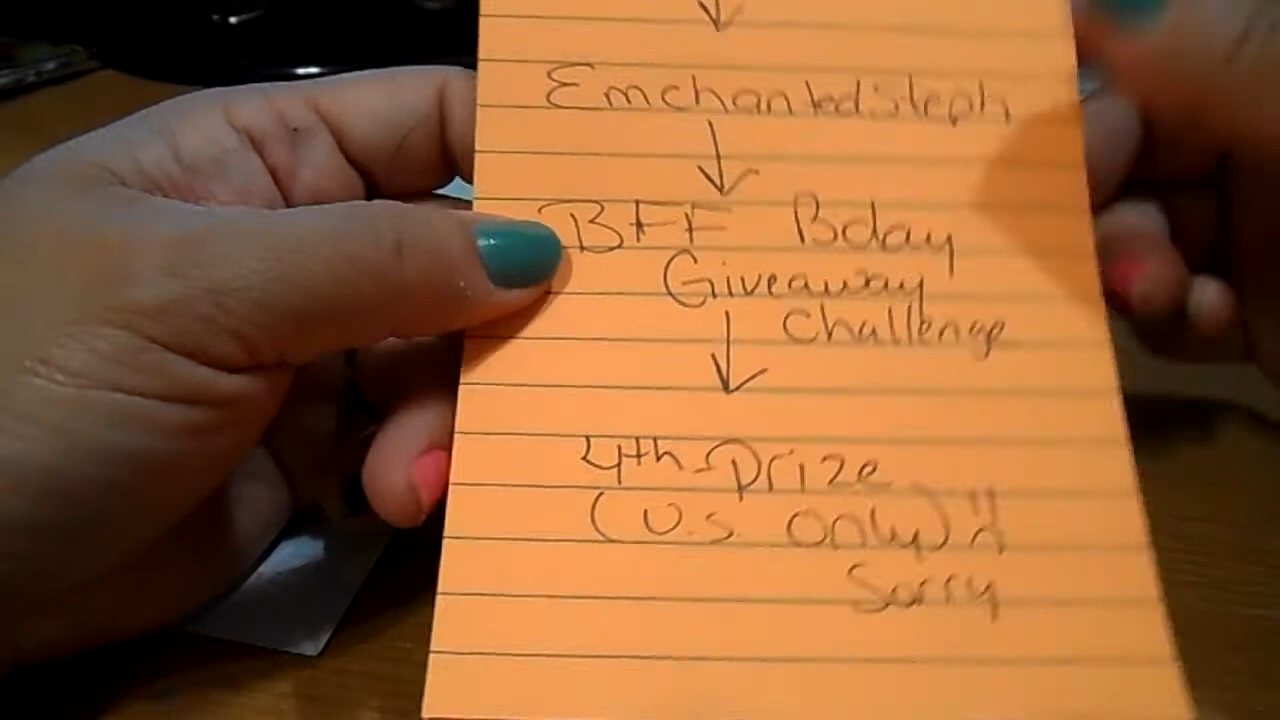 EmchantedSteph
BFF Bday
Giveaway
Challenge
4th Prize
(U.S. Only) :(
Sorry